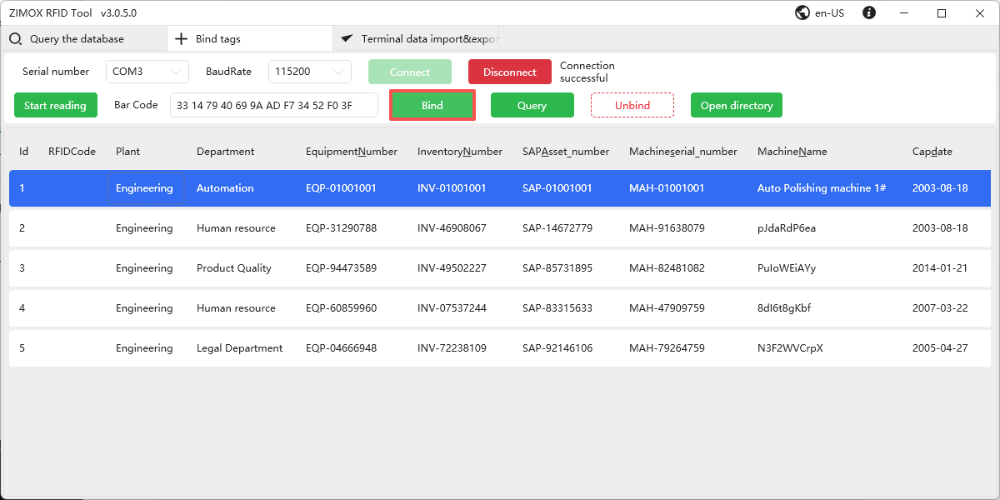 ZIMOX RFID Tool v3.0.5.0 en-US
Query the database Bind tags Terminal data import&expor
Serial number COM3 BaudRate 115200 Connect Disconnect Connection
successful
Start reading Bar Code 33 14 79 40 69 9A AD F7 34 52 F0 3F Bind Query Unbind Open directory
Id RFIDCode Plant Department EquipmentNumber InventoryNumber SAPAsset_number Machineserial_number MachineName Capdate
1 Engineering Automation EQP-01001001 INV-01001001 SAP-01001001 MAH-01001001 Auto Polishing machine 1# 2003-08-18
2 Engineering Human resource EQP-31290788 INV-46908067 SAP-14672779 MAH-91638079 pJdaRdP6ea 2003-08-18
3 Engineering Product Quality EQP-94473589 INV-49502227 SAP-85731895 MAH-82481082 PuIoWEiAYy 2014-01-21
4 Engineering Human resource EQP-60859960 INV-07537244 SAP-83315633 MAH-47909759 8dI6t8gKbf 2007-03-22
5 Engineering Legal Department EQP-04666948 INV-72238109 SAP-92146106 MAH-79264759 N3F2WVCrpX 2005-04-27